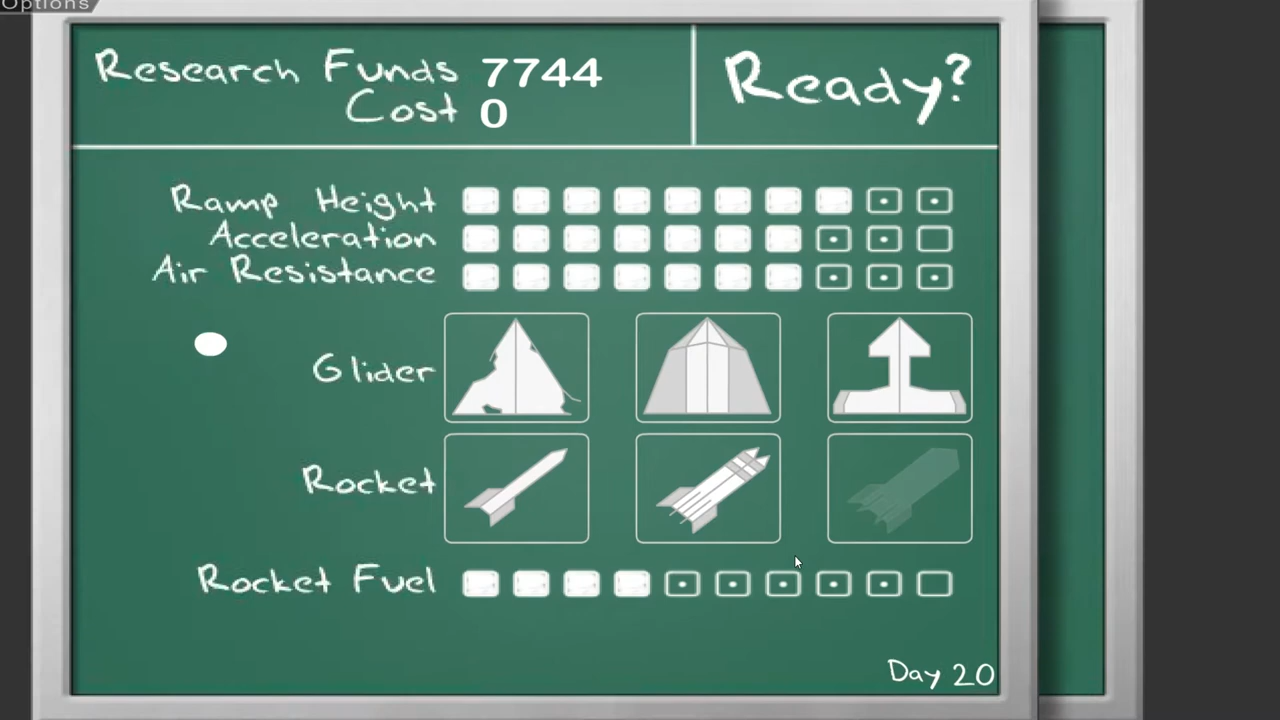 Options
Research Funds 7744
Cost 0
Ready?
Ramp Height
Acceleration
Air Resistance
Glider
Rocket
Rocket Fuel
Day 20